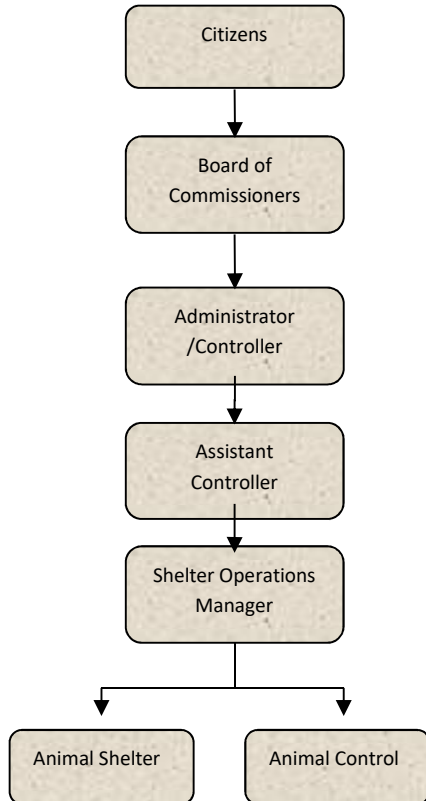 Citizens
Board of
Commissioners
Administrator
/Controller
Assistant
Controller
Shelter Operations
Manager
Animal Shelter
Animal Control